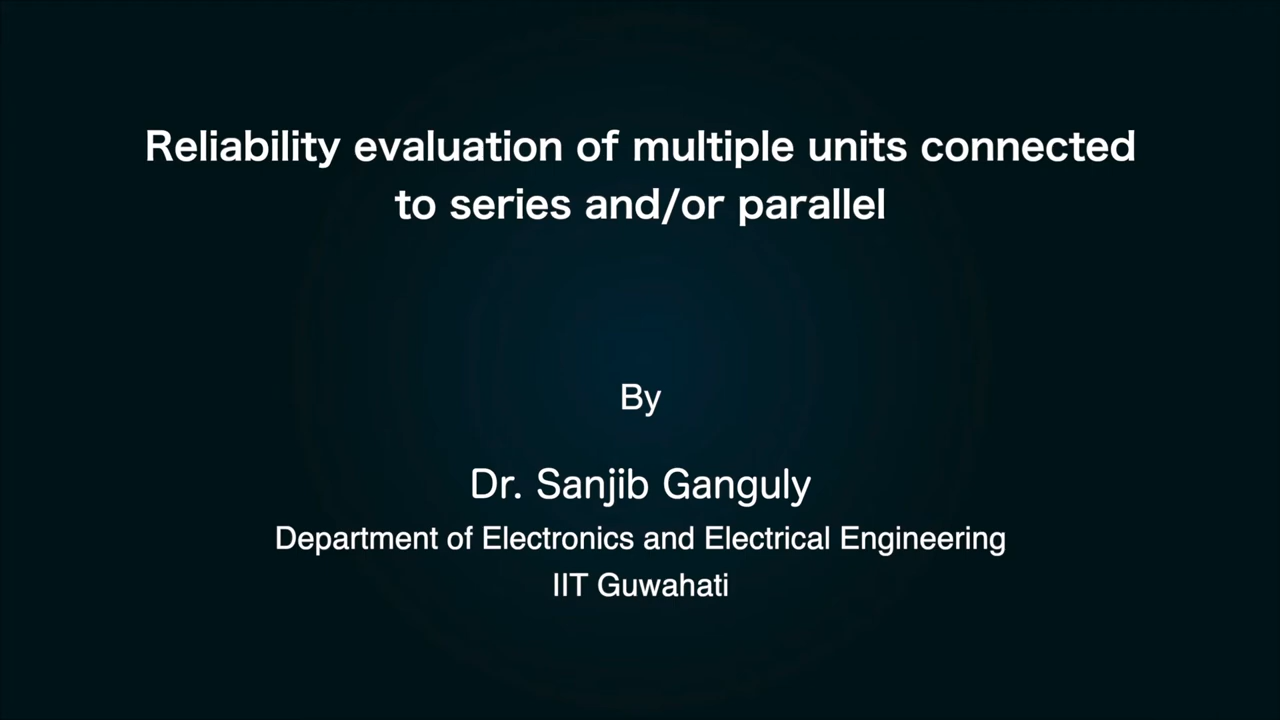 Reliability evaluation of multiple units connected
to series and/or parallel
By
Dr. Sanjib Ganguly
Department of Electronics and Electrical Engineering
IIT Guwahati